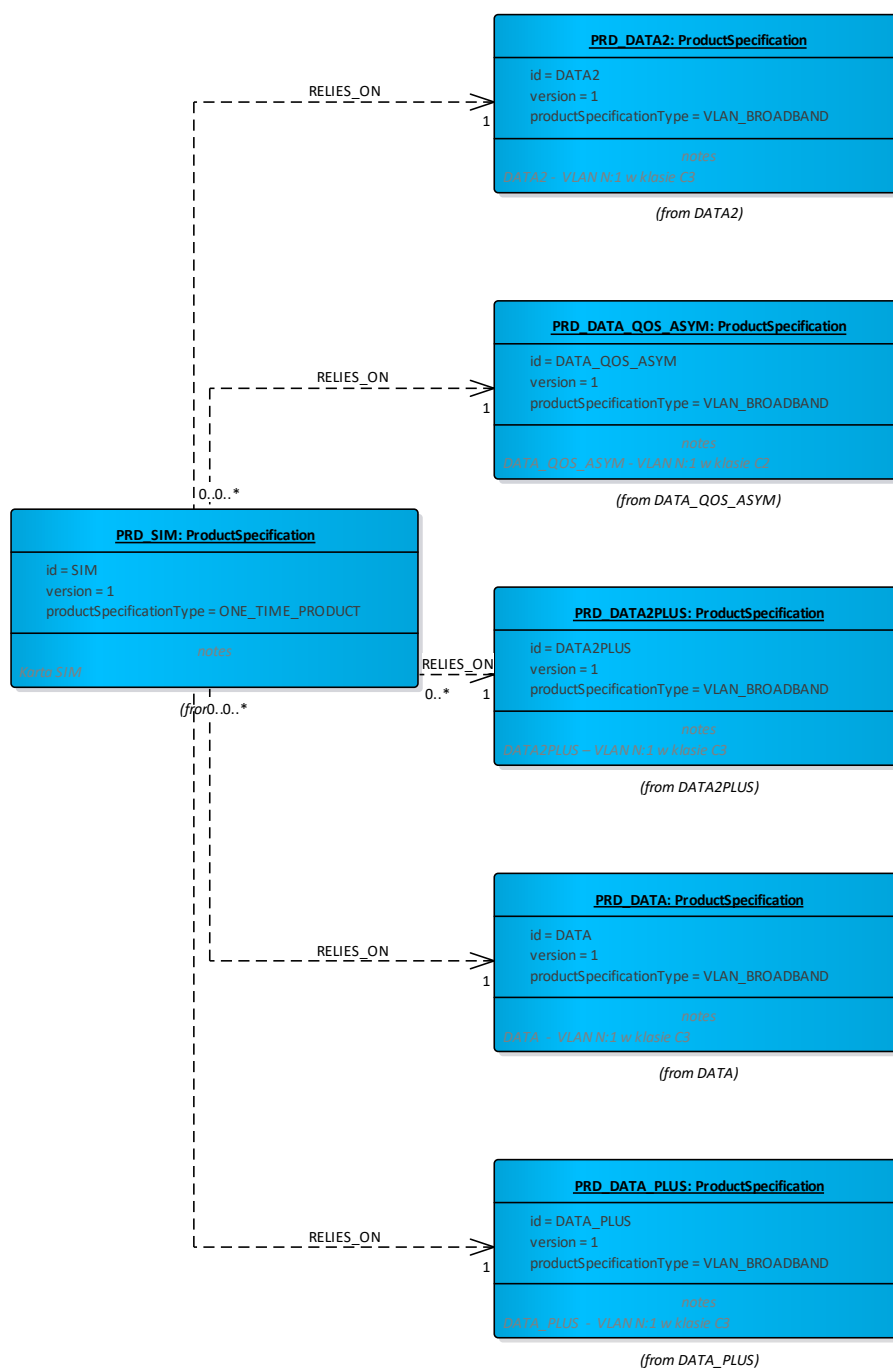 PRD_DATA2: ProductSpecification
id = DATA2
version = 1
productSpecificationType = VLAN_BROADBAND
notes
DATA2 - VLAN N:1 w klasie C3
(from DATA2)
RELIES_ON
1
PRD_DATA_QOS_ASYM: ProductSpecification
id = DATA_QOS_ASYM
version = 1
productSpecificationType = VLAN_BROADBAND
notes
DATA_QOS_ASYM - VLAN N:1 w klasie C2
(from DATA_QOS_ASYM)
RELIES_ON
1
0..0..*
PRD_SIM: ProductSpecification
id = SIM
version = 1
productSpecificationType = ONE_TIME_PRODUCT
notes
Karta SIM
0..0..*
RELIES_ON
0..*
1
PRD_DATA2PLUS: ProductSpecification
id = DATA2PLUS
version = 1
productSpecificationType = VLAN_BROADBAND
notes
DATA2PLUS – VLAN N:1 w klasie
(from DATA2PLUS)
PRD_DATA: ProductSpecification
id = DATA
version = 1
productSpecificationType = VLAN_BROADBAND
notes
DATA - VLAN N:1 w klasie C3
(from DATA)
RELIES_ON
1
PRD_DATA_PLUS: ProductSpecification
id = DATA_PLUS
version = 1
productSpecificationType = VLAN_BROADBAND
notes
DATA_PLUS - VLAN N:1 w klasie C3
(from DATA_PLUS)
RELIES_ON
1